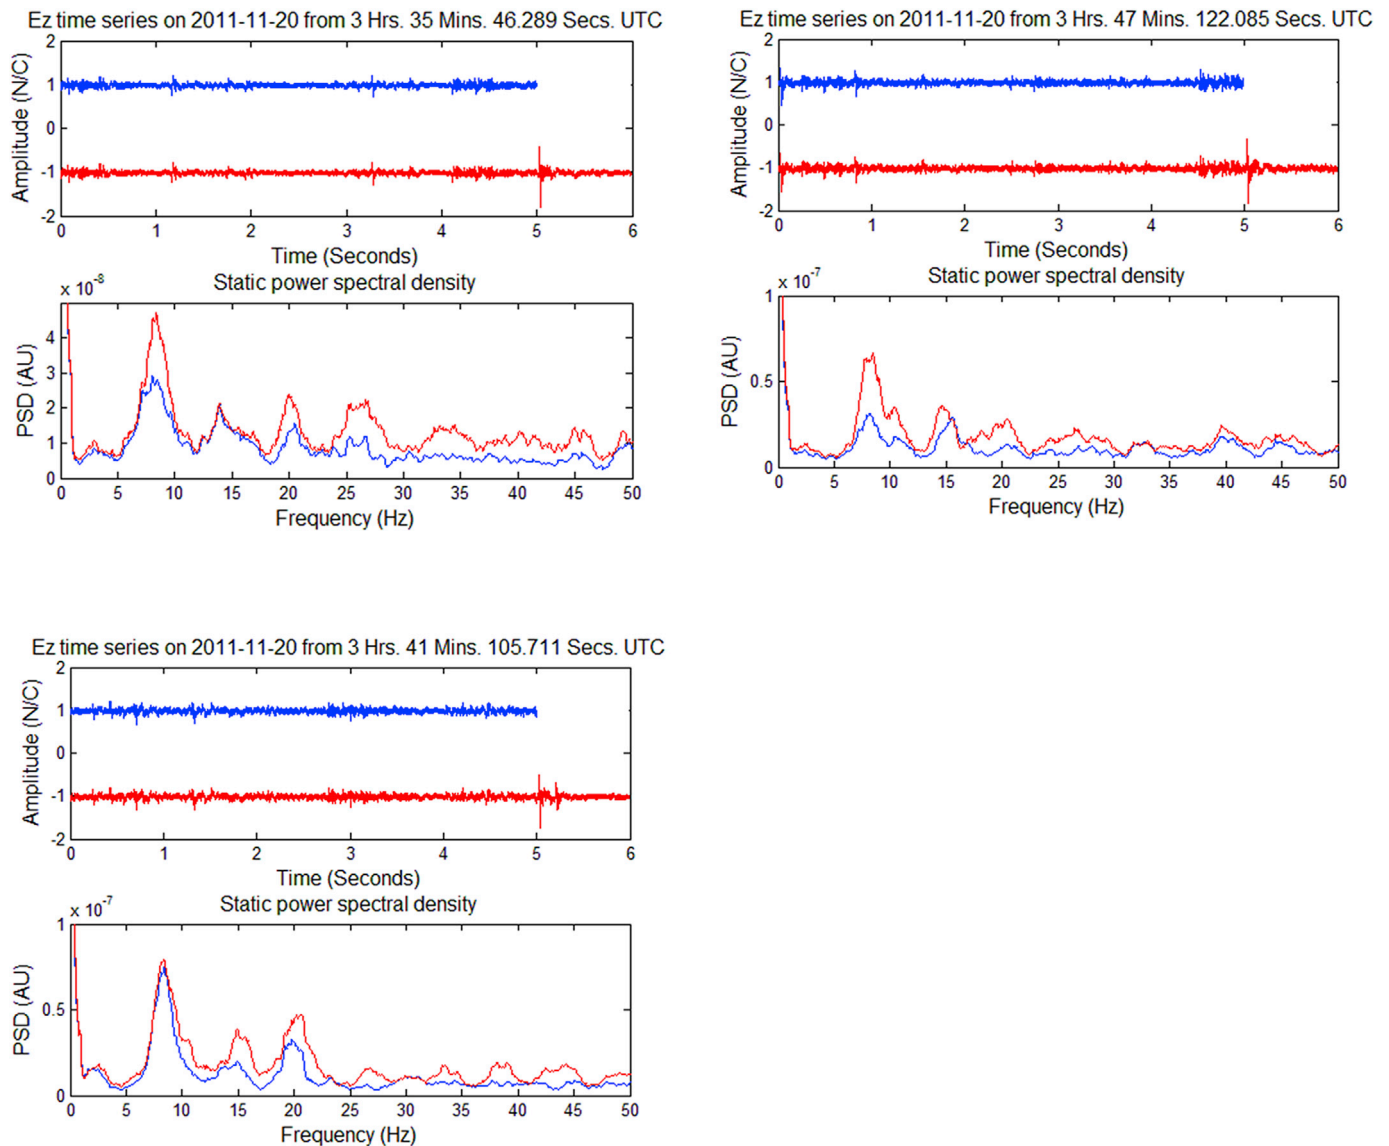 Ez time series on 2011-11-20 from 3 Hrs. 35 Mins. 46.289 Secs. UTC
2
1
0
-1
-2
Amplitude (N/C)
0 1 2 3 4 5 6
Time (Seconds)
x 10-8
Static power spectral density
4
3
2
1
0
PSD (AU)
0 5 10 15 20 25 30 35 40 45 50
Frequency (Hz)
Ez time series on 2011-11-20 from 3 Hrs. 47 Mins. 122.085 Secs. UTC
2
1
0
-1
-2
Amplitude (N/C)
0 1 2 3 4 5 6
Time (Seconds)
x 10-7
Static power spectral density
1
0.5
0
PSD (AU)
0 5 10 15 20 25 30 35 40 45 50
Frequency (Hz)
Ez time series on 2011-11-20 from 3 Hrs. 41 Mins. 105.711 Secs. UTC
2
1
0
-1
-2
Amplitude (N/C)
0 1 2 3 4 5 6
Time (Seconds)
x 10-7
Static power spectral density
1
0.5
0
PSD (AU)
0 5 10 15 20 25 30 35 40 45 50
Frequency (Hz)